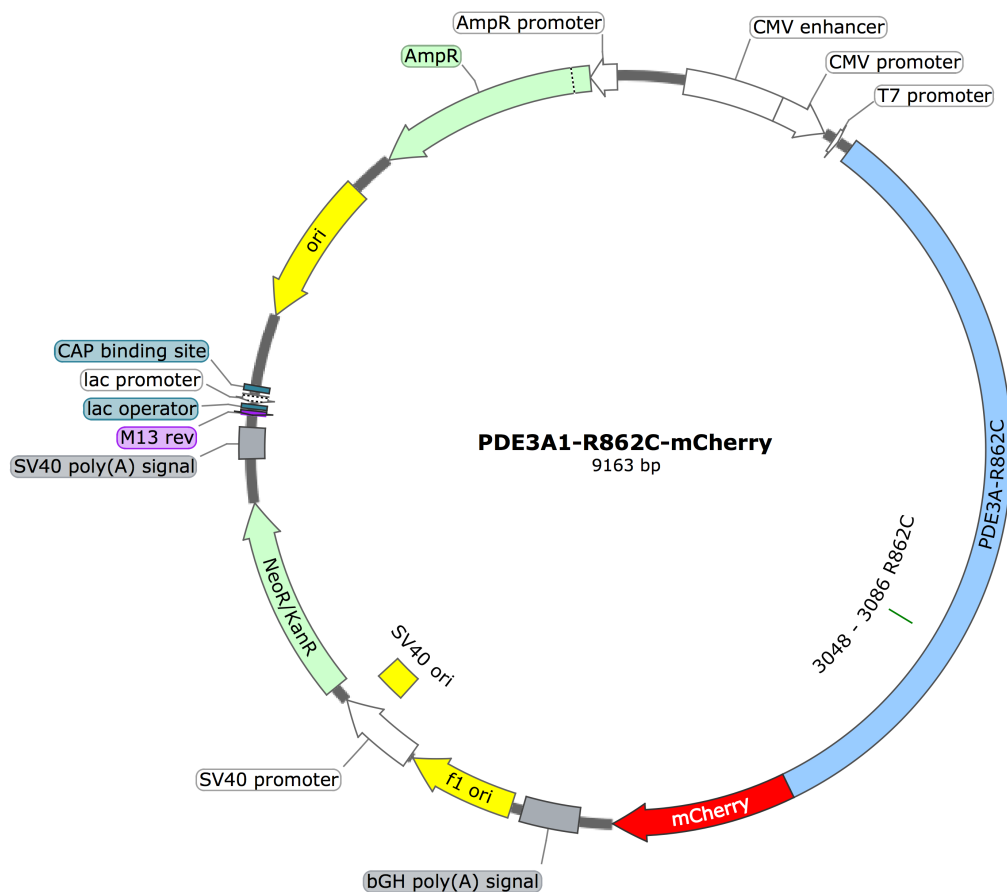 AmpR promoter
CMV enhancer
AmpR
CMV promoter
T7 promoter
ori
CAP binding site
lac promoter
lac operator
M13 rev
SV40 poly(A) signal
PDE3A1-R862C-mCherry
9163 bp
PDE3A-R862C
3048 - 3086 R862C
NeoR/KanR
SV40 ori
SV40 promoter
f1 ori
mCherry
bGH poly(A) signal